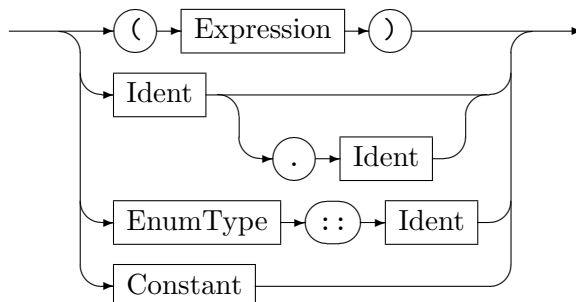 ( Expression )
Ident
. Ident
EnumType :: Ident
Constant